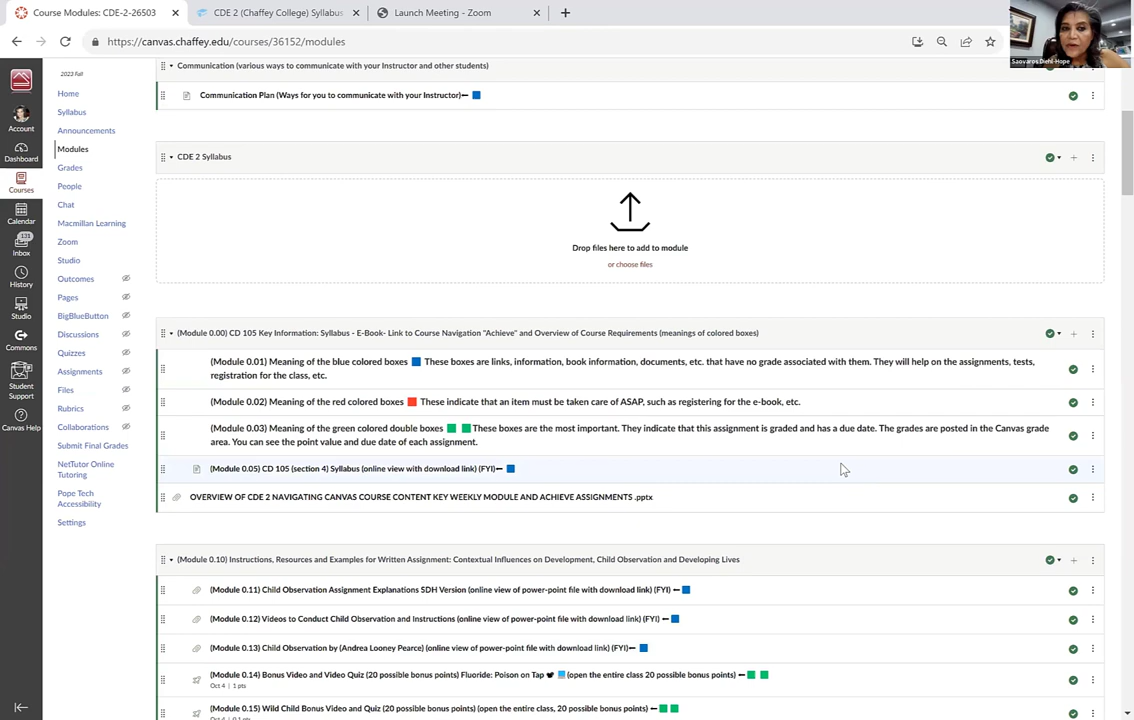 Course Modules: CDE-2-26503
CDE 2 (Chaffey College) Syllabus
Launch Meeting - Zoom
https://canvas.chaffey.edu/courses/36152/modules
Saovaros Diehl-Hope
Account
Dashboard
Courses
Calendar
131
Inbox
History
Studio
Commons
Student
Support
Canvas Help
2023 Fall
Home
Syllabus
Announcements
Modules
Grades
People
Chat
Macmillan Learning
Zoom
Studio
Outcomes
Pages
BigBlueButton
Discussions
Quizzes
Assignments
Files
Rubrics
Collaborations
Submit Final Grades
NetTutor Online
Tutoring
Pope Tech
Accessibility
Settings
Communication (various ways to communicate with your Instructor and other students)
Communication Plan (Ways for you to communicate with your Instructor)
CDE 2 Syllabus
Drop files here to add to module
or choose files
(Module 0.00) CD 105 Key Information: Syllabus - E-Book- Link to Course Navigation "Achieve" and Overview of Course Requirements (meanings of colored boxes)
(Module 0.01) Meaning of the blue colored boxes These boxes are links, information, book information, documents, etc. that have no grade associated with them. They will help on the assignments, tests,
registration for the class, etc.
(Module 0.02) Meaning of the red colored boxes These indicate that an item must be taken care of ASAP, such as registering for the e-book, etc.
(Module 0.03) Meaning of the green colored double boxes These boxes are the most important. They indicate that this assignment is graded and has a due date. The grades are posted in the Canvas grade
area. You can see the point value and due date of each assignment.
(Module 0.05) CD 105 (section 4) Syllabus (online view with download link) (FYI)
OVERVIEW OF CDE 2 NAVIGATING CANVAS COURSE CONTENT KEY WEEKLY MODULE AND ACHIEVE ASSIGNMENTS .pptx
(Module 0.10) Instructions, Resources and Examples for Written Assignment: Contextual Influences on Development, Child Observation and Developing Lives
(Module 0.11) Child Observation Assignment Explanations SDH Version (online view of power-point file with download link) (FYI)
(Module 0.12) Videos to Conduct Child Observation and Instructions (online view of power-point file with download link) (FYI)
(Module 0.13) Child Observation by (Andrea Looney Pearce) (online view of power-point file with download link) (FYI)
(Module 0.14) Bonus Video and Video Quiz (20 possible bonus points) Fluoride: Poison on Tap (open the entire class 20 possible bonus points)
Oct 4 | 1 pts
(Module 0.15) Wild Child Bonus Video and Quiz (20 possible bonus points) (open the entire class, 20 possible bonus points)
Oct 4 | 0.1 pts